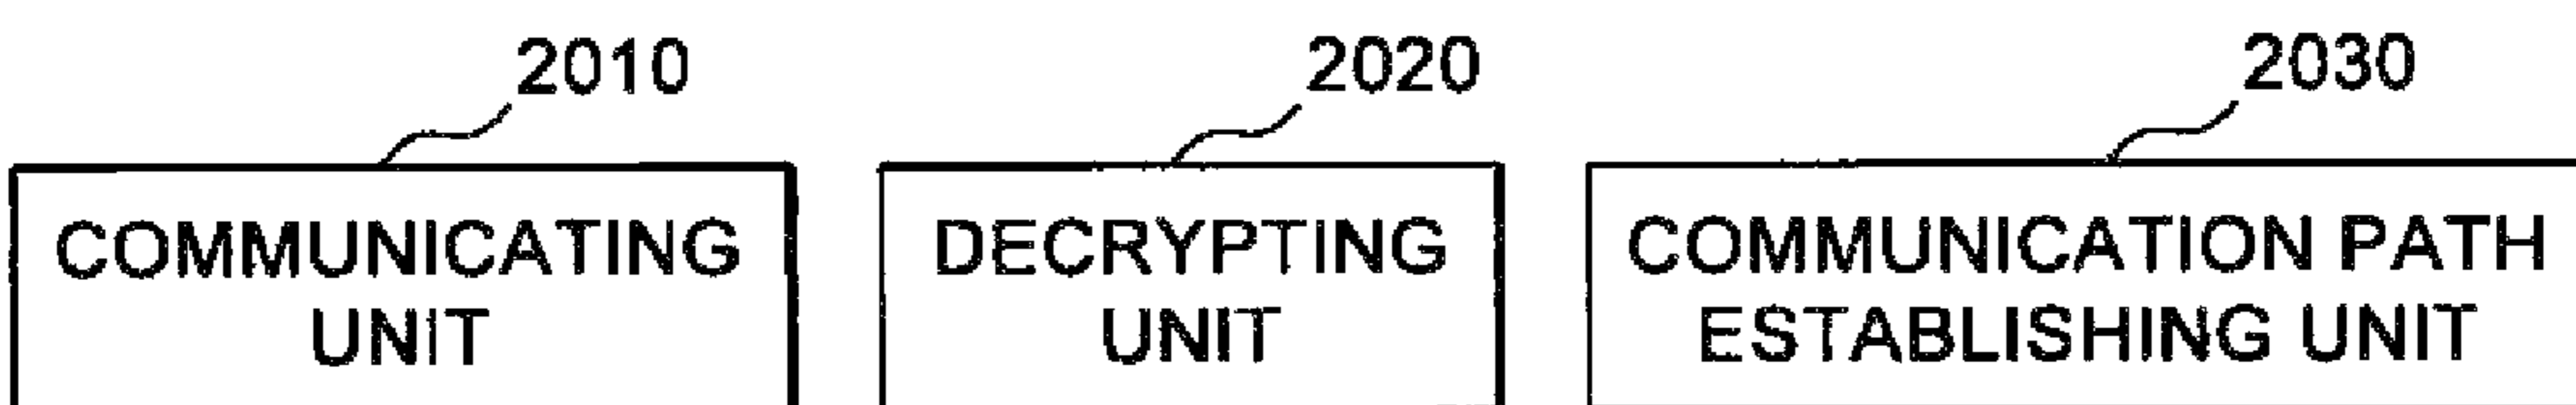 2010 2020 2030
COMMUNICATING UNIT
DECRYPTING UNIT
COMMUNICATION PATH ESTABLISHING UNIT